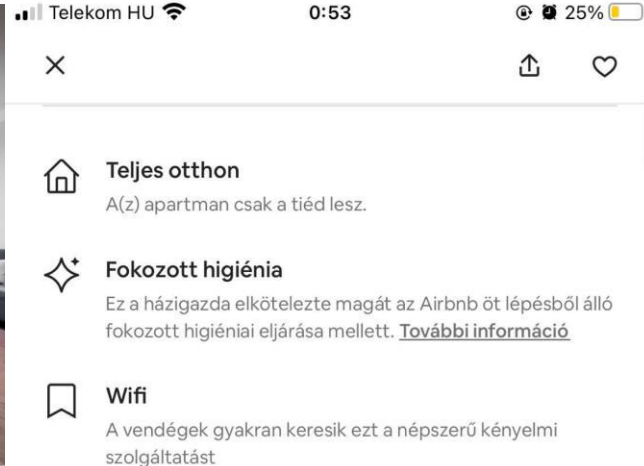 Telekom HU 0:53 25%
Teljes otthon
A(z) apartman csak a tiéd lesz.
Fokozott higiénia
Ez a házigazda elkötelezte magát az Airbnb öt lépésből álló
fokozott higiéniai eljárása mellett. További információ
Wifi
A vendégek gyakran keresik ezt a népszerű kényelmi
szolgáltatást